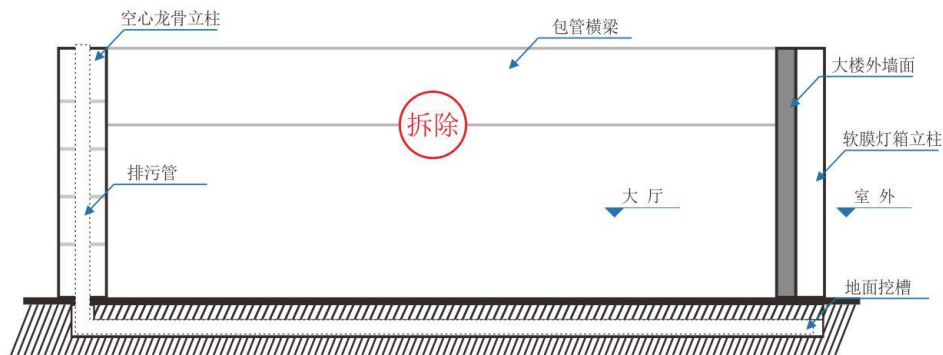 空心龙骨立柱
包管横梁
大楼外墙面
拆除
软膜灯箱立柱
排污管
大 厅
室 外
地面挖槽